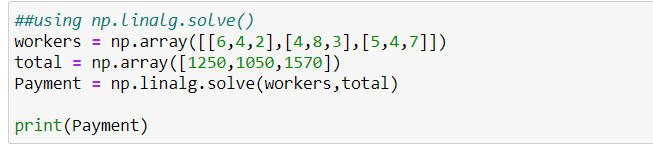 ##using np.linalg.solve()
workers = np.array([[6,4,2],[4,8,3],[5,4,7]])
total = np.array([1250,1050,1570])
Payment = np.linalg.solve(workers,total)
print(Payment)